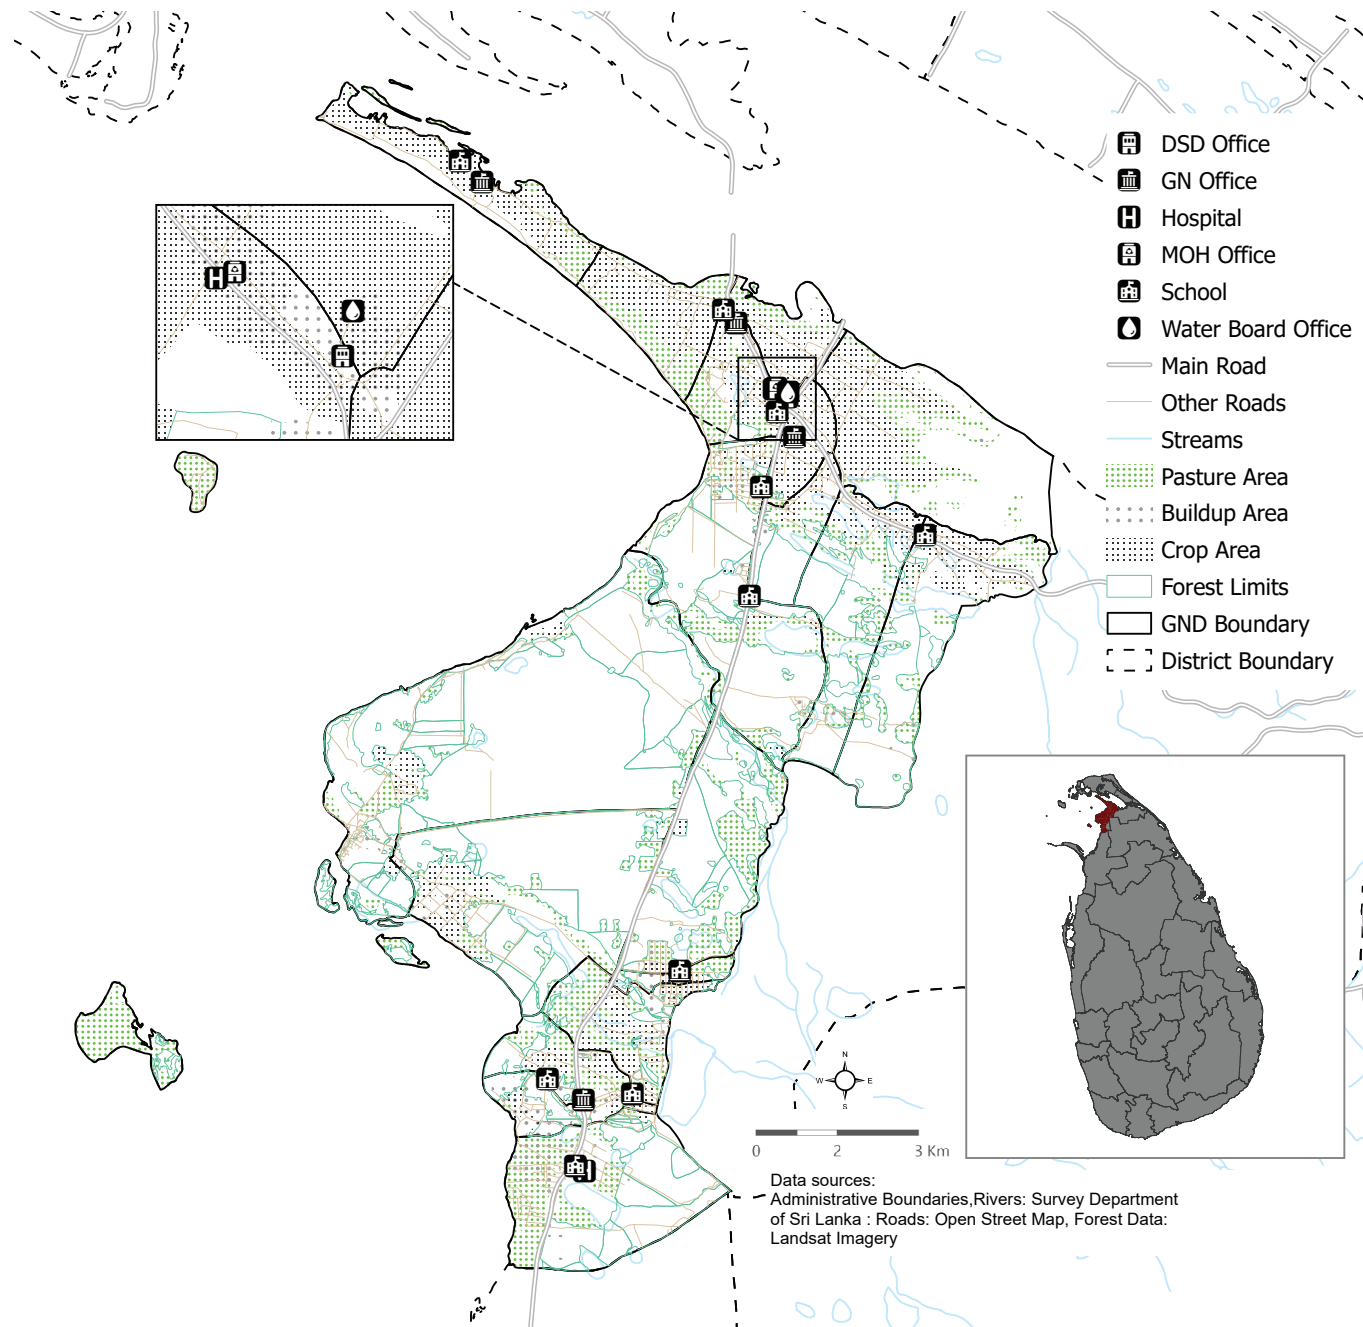 DSD Office
GN Office
Hospital
MOH Office
School
Water Board Office
Main Road
Other Roads
Streams
Pasture Area
Buildup Area
Crop Area
Forest Limits
GND Boundary
District Boundary
N
W E
S
0 2 3 Km
Data sources:
Administrative Boundaries,Rivers: Survey Department
of Sri Lanka : Roads: Open Street Map, Forest Data:
Landsat Imagery